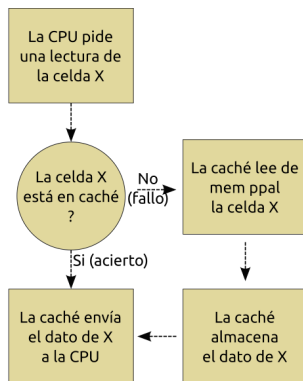 La CPU pide
una lectura de
la celda X
La celda X
está en caché
?
No
(fallo)
La caché lee de
mem ppal
la celda X
Si (acierto)
La caché envía
el dato de X
a la CPU
La caché
almacena
el dato de X